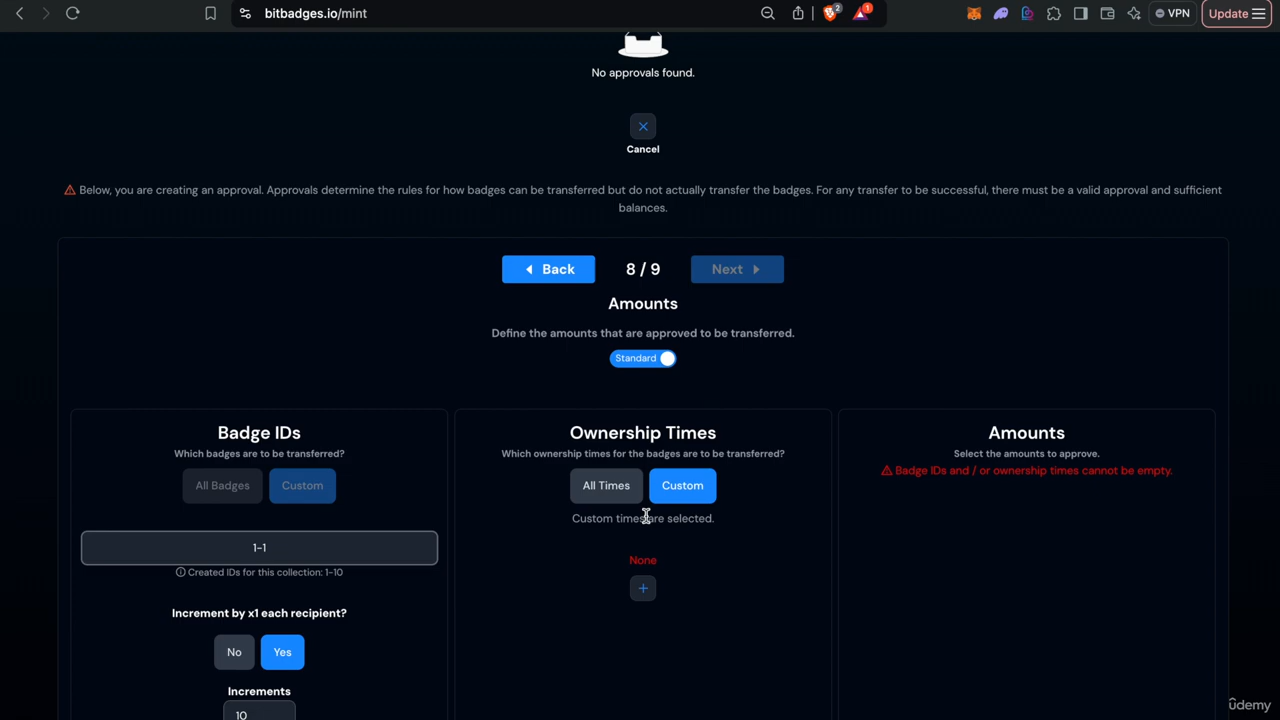 bitbadges.io/mint
2
1
VPN
Update
No approvals found.
Cancel
Below, you are creating an approval. Approvals determine the rules for how badges can be transferred but do not actually transfer the badges. For any transfer to be successful, there must be a valid approval and sufficient
balances.
Back
8 / 9
Next
Amounts
Define the amounts that are approved to be transferred.
Standard
Badge IDs
Which badges are to be transferred?
All Badges
Custom
1-1
Created IDs for this collection: 1-10
Increment by x1 each recipient?
No
Yes
Increments
10
Ownership Times
Which ownership times for the badges are to be transferred?
All Times
Custom
Custom times are selected.
None
Amounts
Select the amounts to approve.
Badge IDs and / or ownership times cannot be empty.
ûdemy